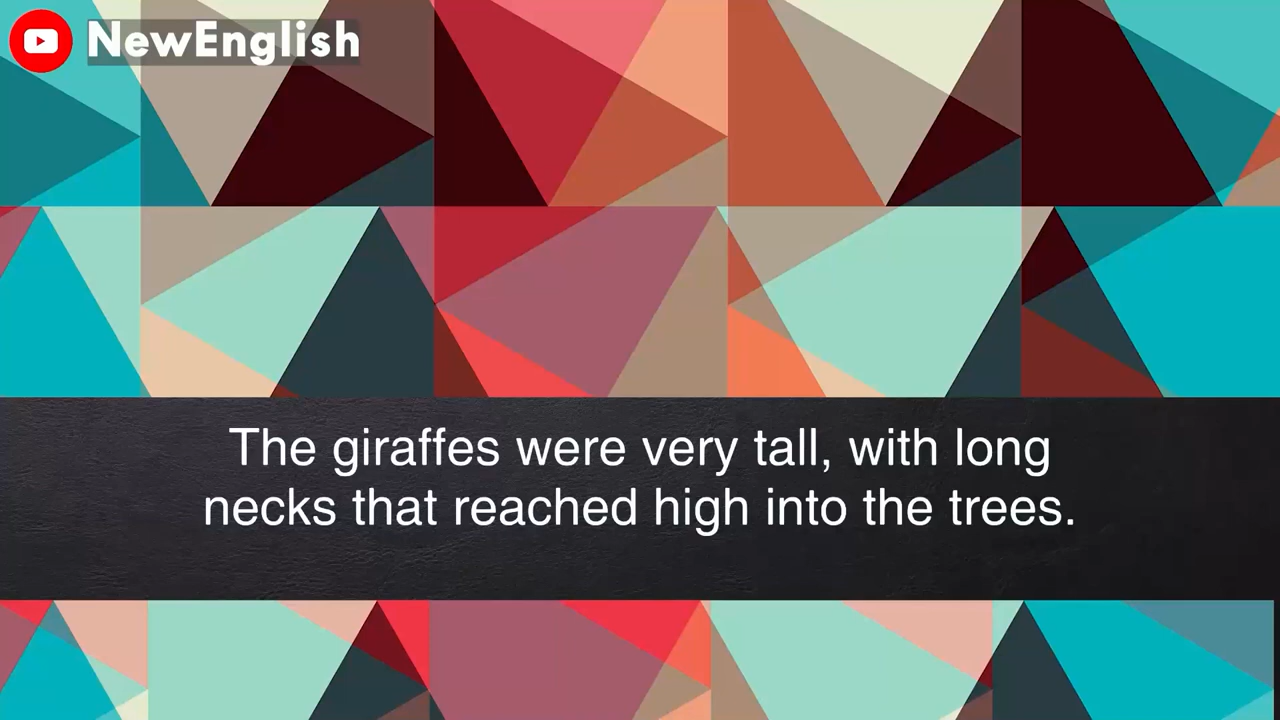 NewEnglish
The giraffes were very tall, with long
necks that reached high into the trees.